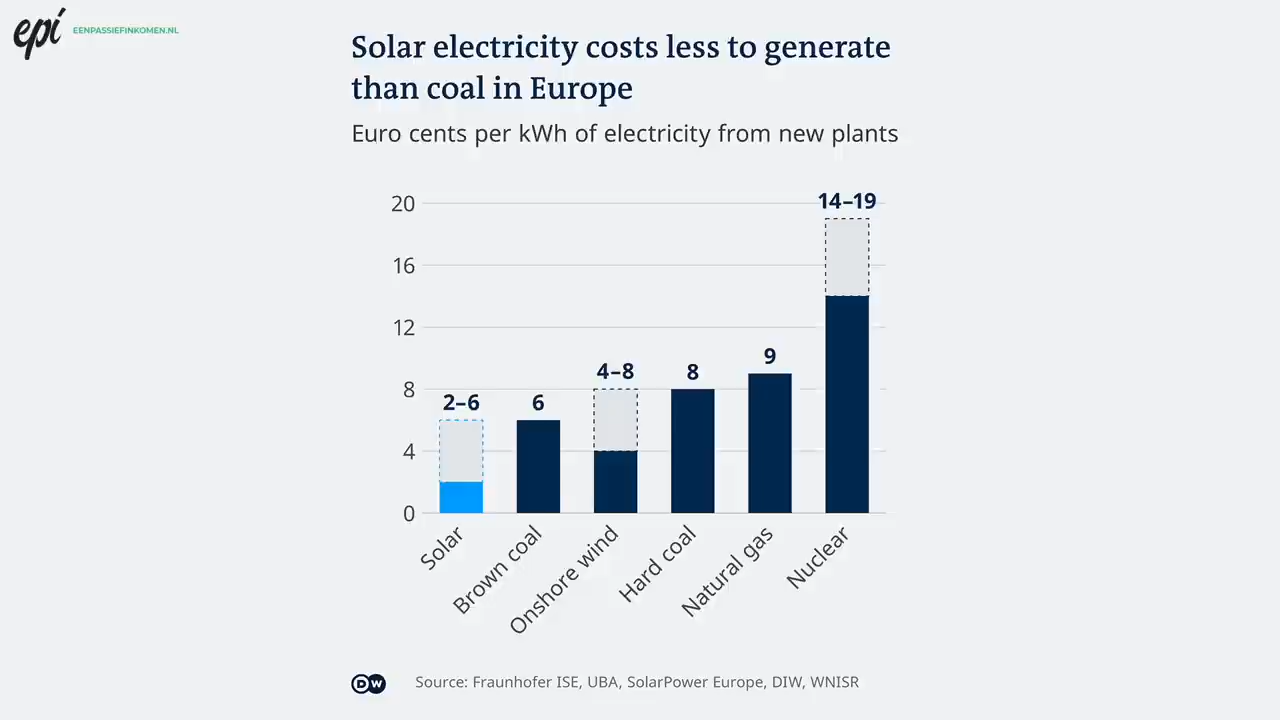 epi EENPASSIEFINKOMEN.NL
Solar electricity costs less to generate
than coal in Europe
Euro cents per kWh of electricity from new plants
20
16
12
8
4
0
2–6
6
4–8
8
9
14–19
Solar
Brown coal
Onshore wind
Hard coal
Natural gas
Nuclear
DW Source: Fraunhofer ISE, UBA, SolarPower Europe, DIW, WNISR